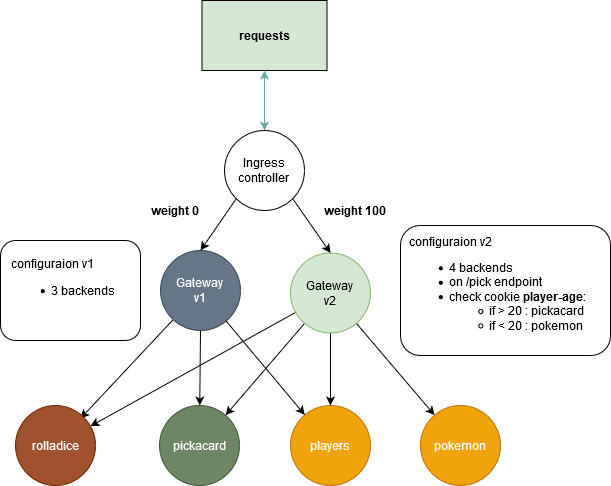 requests
Ingress
controller
weight 0
weight 100
configuraion v1
3 backends
Gateway
v1
Gateway
v2
configuraion v2
4 backends
on /pick endpoint
check cookie player-age:
if > 20 : pickacard
if < 20 : pokemon
rolladice
pickacard
players
pokemon